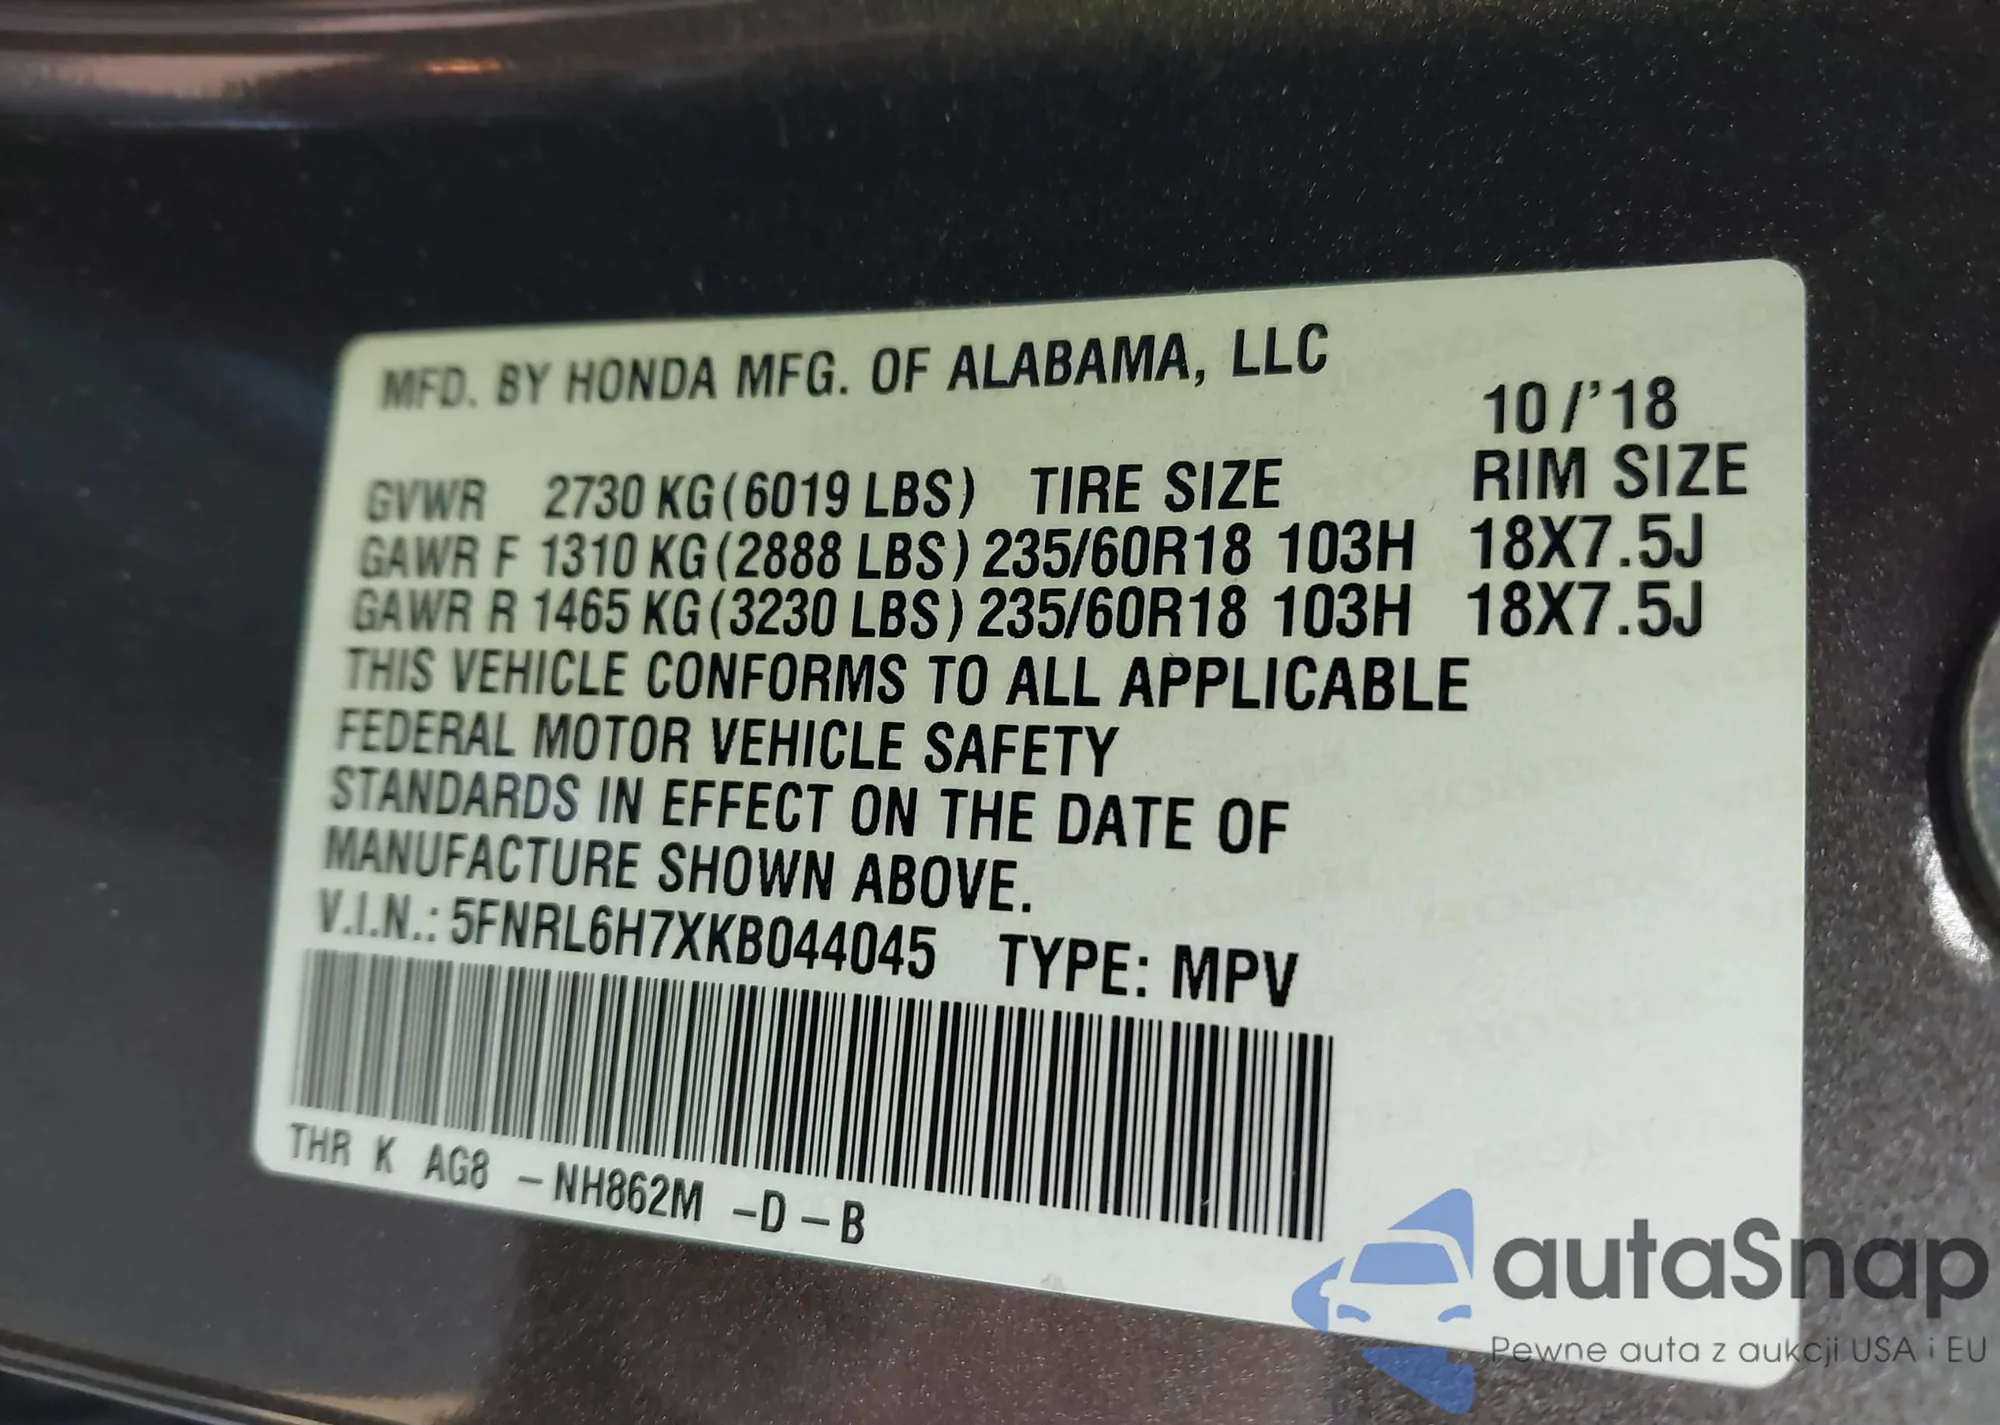 MFD. BY HONDA MFG. OF ALABAMA, LLC
10/'18
GVWR 2730 KG(6019 LBS) TIRE SIZE RIM SIZE
GAWR F 1310 KG(2888 LBS) 235/60R18 103H 18X7.5J
GAWR R 1465 KG(3230 LBS) 235/60R18 103H 18X7.5J
THIS VEHICLE CONFORMS TO ALL APPLICABLE
FEDERAL MOTOR VEHICLE SAFETY
STANDARDS IN EFFECT ON THE DATE OF
MANUFACTURE SHOWN ABOVE.
V.I.N.: 5FNRL6H7XKB044045 TYPE: MPV
THR K AG8 -NH862M -D-B
autaSnap
Pewne auta z aukcji USA i EU